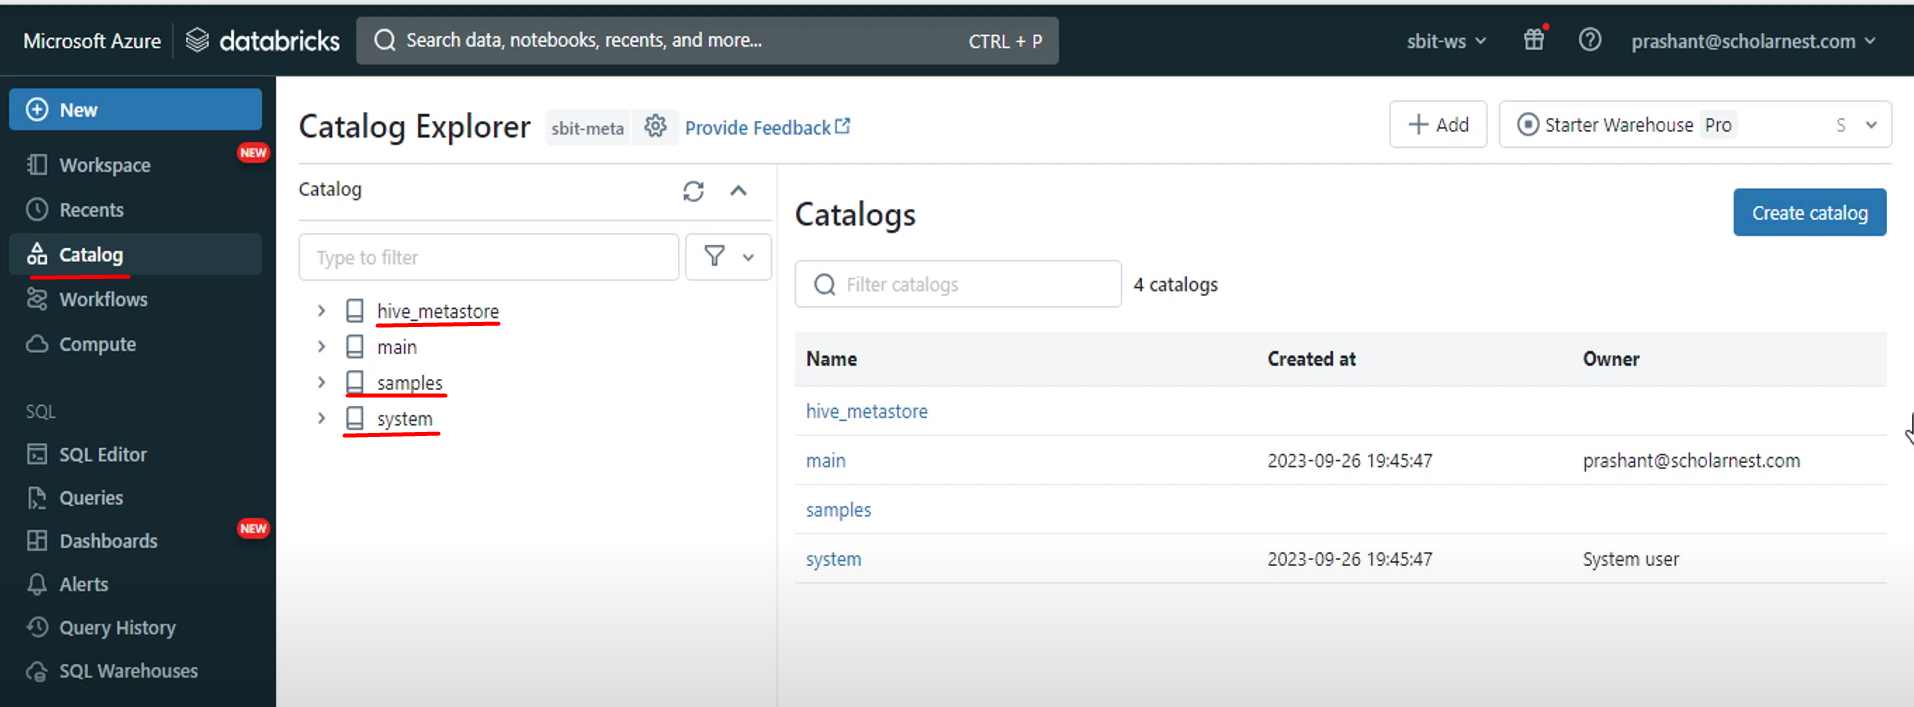 Microsoft Azure databricks Search data, notebooks, recents, and more... CTRL + P sbit-ws prashant@scholarnest.com
New
Workspace NEW
Recents
Catalog
Workflows
Compute
SQL
SQL Editor
Queries
Dashboards NEW
Alerts
Query History
SQL Warehouses
Catalog Explorer sbit-meta Provide Feedback Add Starter Warehouse Pro S
Catalog
Type to filter
hive_metastore
main
samples
system
Catalogs Create catalog
Filter catalogs 4 catalogs
Name Created at Owner
hive_metastore
main 2023-09-26 19:45:47 prashant@scholarnest.com
samples
system 2023-09-26 19:45:47 System user